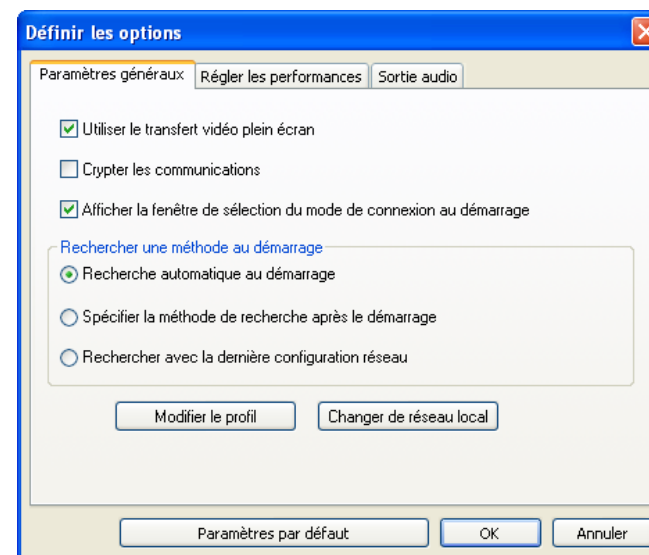 Définir les options
Paramètres généraux Régler les performances Sortie audio
Utiliser le transfert vidéo plein écran
Crypter les communications
Afficher la fenêtre de sélection du mode de connexion au démarrage
Rechercher une méthode au démarrage
Recherche automatique au démarrage
Spécifier la méthode de recherche après le démarrage
Rechercher avec la dernière configuration réseau
Modifier le profil Changer de réseau local
Paramètres par défaut OK Annuler